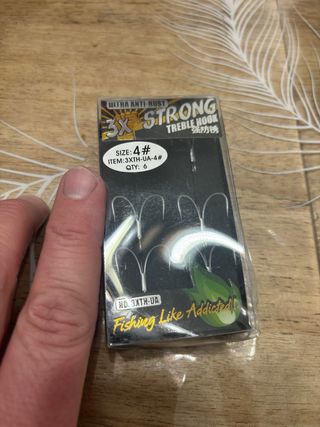 ULTRA ANTI-RUST
3X STRONG
TREBLE HOOK
强防锈
SIZE: 4#
ITEM:3XTH-UA-4#
QTY: 6
NO. 3XTH-UA
Fishing Like Addicted!